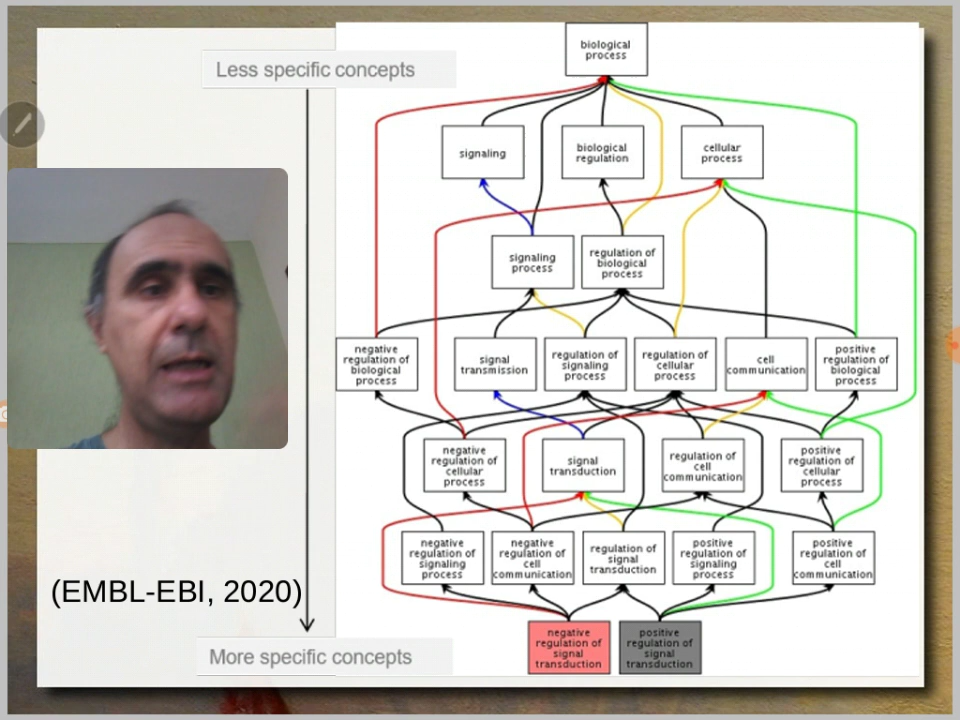 biological
process
Less specific concepts
signaling
biological
regulation
cellular
process
signaling
process
regulation of
biological
process
negative
regulation of
biological
process
signal
transmission
regulation of
signaling
process
regulation of
cellular
process
cell
communication
positive
regulation of
biological
process
negative
regulation of
cellular
process
signal
transduction
regulation of
cell
communication
positive
regulation of
cellular
process
negative
regulation of
signaling
process
negative
regulation of
cell
communication
regulation of
signal
transduction
positive
regulation of
signaling
process
positive
regulation of
cell
communication
(EMBL-EBI, 2020)
negative
regulation of
signal
transduction
positive
regulation of
signal
transduction
More specific concepts